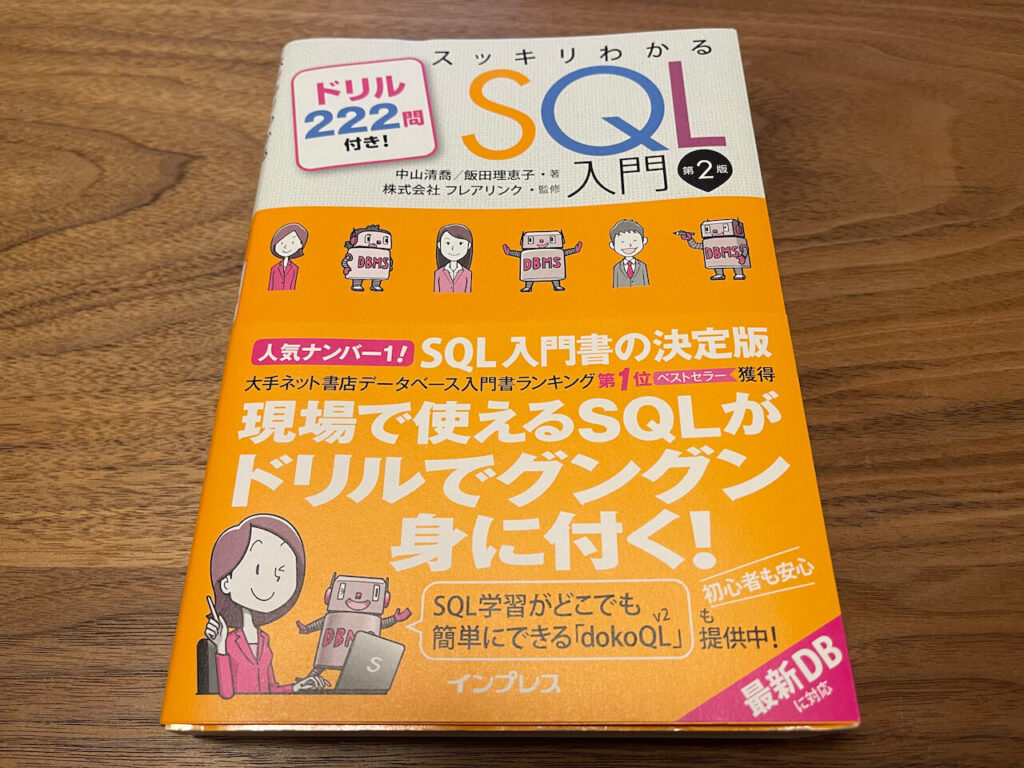 スッキリわかる
SQL
入門 第2版
ドリル
222問
付き!
中山清喬/飯田理恵子・著
株式会社 フレアリンク・監修
DBMS
DBMS
DBMS
人気ナンバー1! SQL 入門書の決定版
大手ネット書店データベース入門書ランキング第1位 ベストセラー 獲得
現場で使えるSQLが
ドリルでグングン
身に付く!
DBM
S
SQL学習がどこでも
簡単にできる「dokoQL」v2
初心者も安心
も
提供中!
インプレス
最新DB
に対応